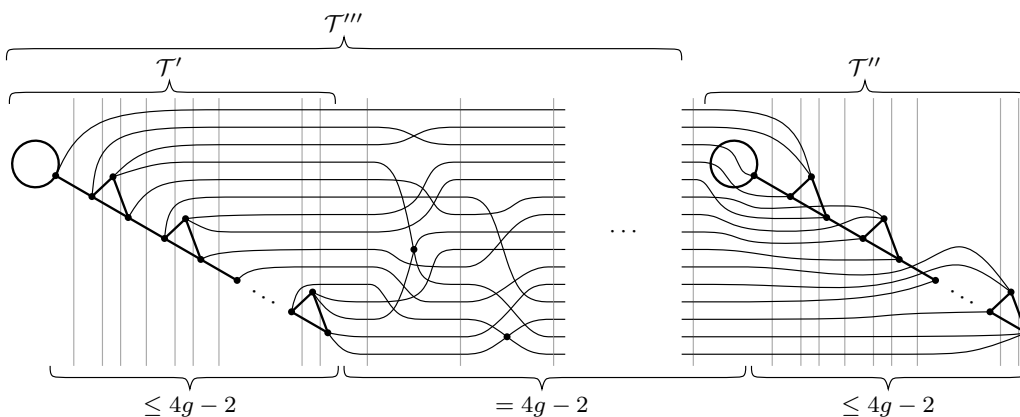 𝒯′′′
𝒯′ 𝒯′′
···
···
···
≤ 4g − 2 = 4g − 2 ≤ 4g − 2